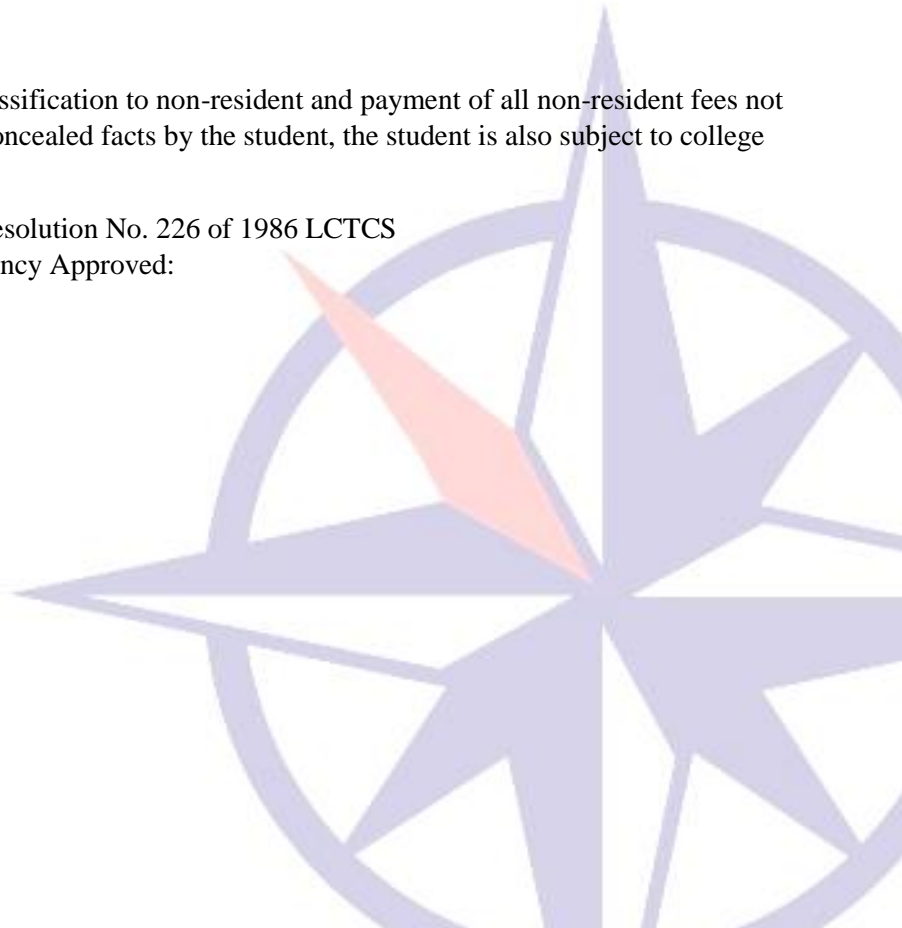 ssification to non-resident and payment of all non-resident fees not
oncealed facts by the student, the student is also subject to college
esolution No. 226 of 1986 LCTCS
ncy Approved: